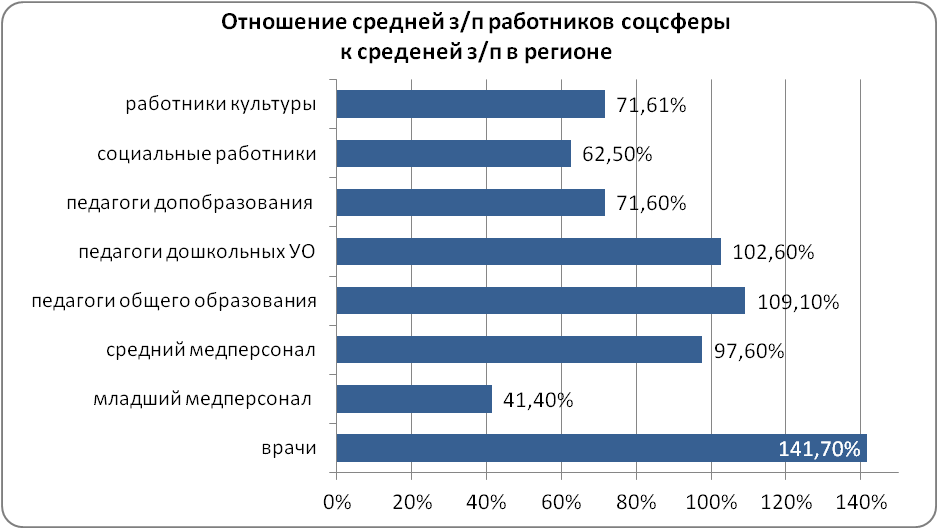 Отношение средней з/п работников соцсферы
к среденей з/п в регионе
работники культуры 71,61%
социальные работники 62,50%
педагоги допобразования 71,60%
педагоги дошкольных УО 102,60%
педагоги общего образования 109,10%
средний медперсонал 97,60%
младший медперсонал 41,40%
врачи 141,70%
0% 20% 40% 60% 80% 100% 120% 140%